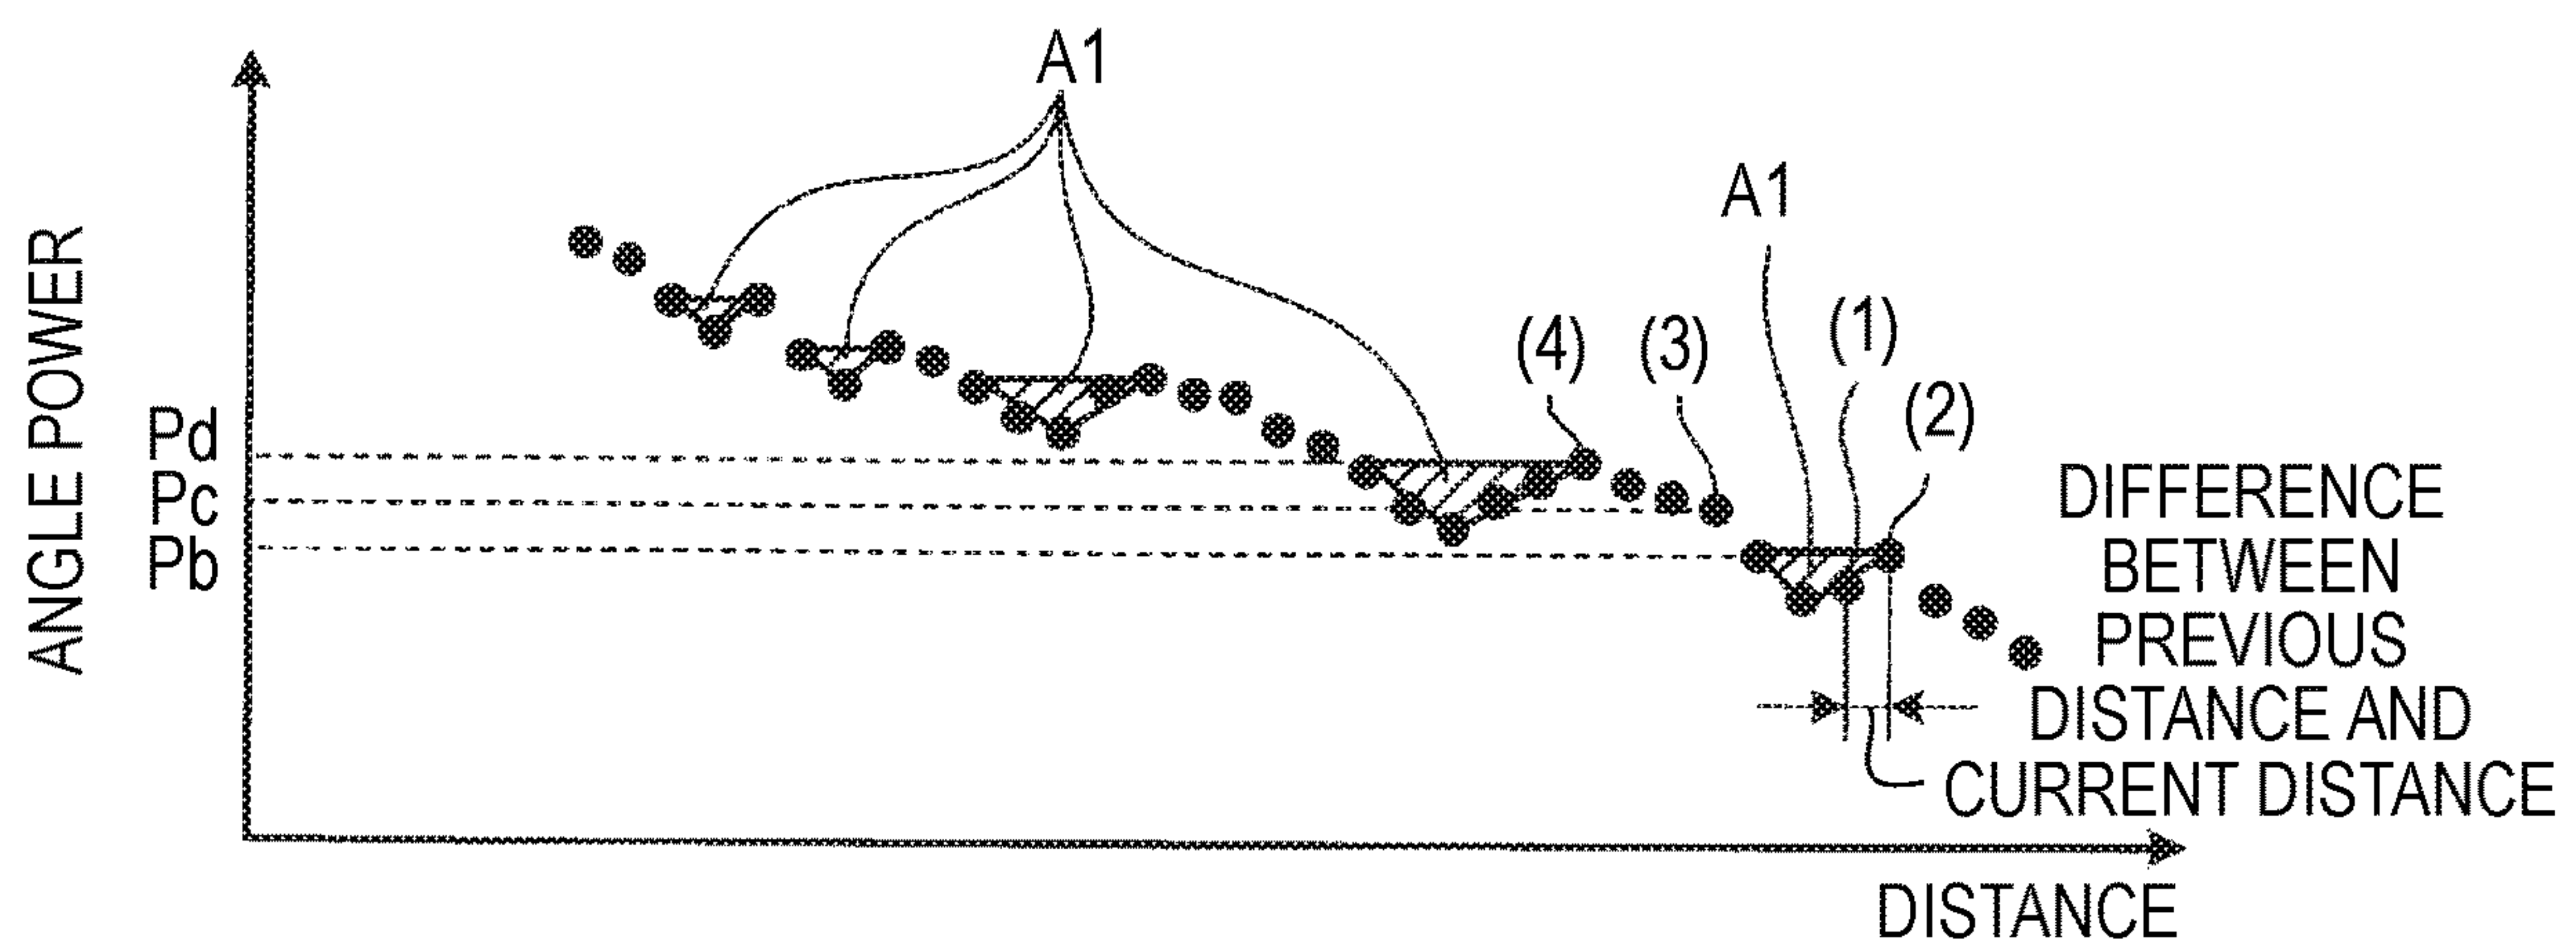 A1
A1
(1)
(4)
(3)
(2)
ANGLE POWER
Pd
Pc
Pb
DIFFERENCE
BETWEEN
PREVIOUS
DISTANCE AND
CURRENT DISTANCE
DISTANCE